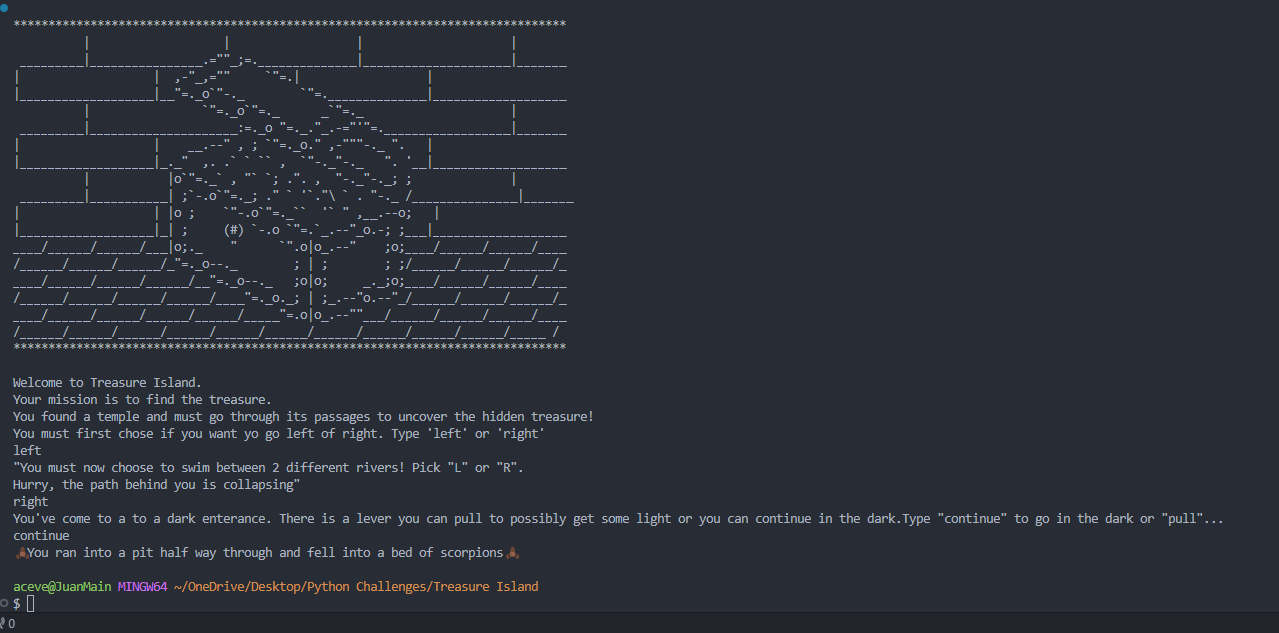 Welcome to Treasure Island.
Your mission is to find the treasure.
You found a temple and must go through its passages to uncover the hidden treasure!
You must first chose if you want yo go left of right. Type 'left' or 'right'
left
"You must now choose to swim between 2 different rivers! Pick "L" or "R".
Hurry, the path behind you is collapsing"
right
You've come to a to a dark enterance. There is a lever you can pull to possibly get some light or you can continue in the dark.Type "continue" to go in the dark or "pull"...
continue
You ran into a pit half way through and fell into a bed of scorpions
aceve@JuanMain MINGW64 ~/OneDrive/Desktop/Python Challenges/Treasure Island
$
0